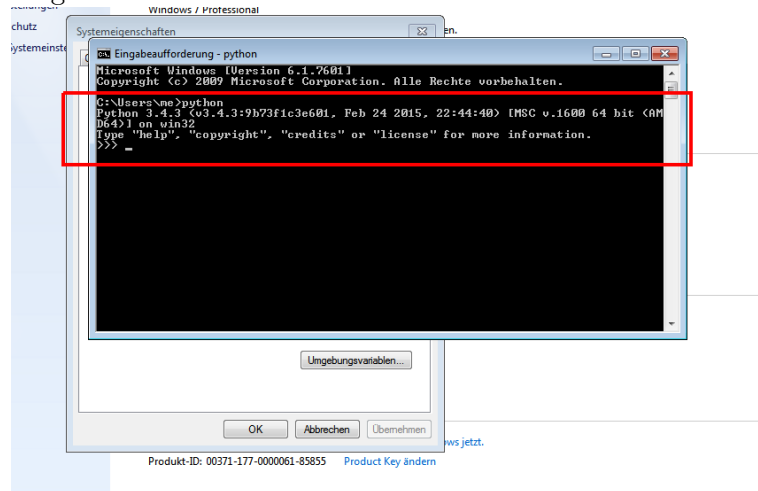 Windows 7 Professional
chutz
Systemeigenschaften
en.
Systemeinste
Eingabeaufforderung - python
Microsoft Windows [Version 6.1.7601]
Copyright (c) 2009 Microsoft Corporation. Alle Rechte vorbehalten.
C:\Users\me>python
Python 3.4.3 (v3.4.3:9b73f1c3e601, Feb 24 2015, 22:44:40) [MSC v.1600 64 bit (AM
D64)] on win32
Type "help", "copyright", "credits" or "license" for more information.
>>> _
Umgebungsvariablen...
OK
Abbrechen
Übernehmen
ws jetzt.
Produkt-ID: 00371-177-0000061-85855
Product Key ändern